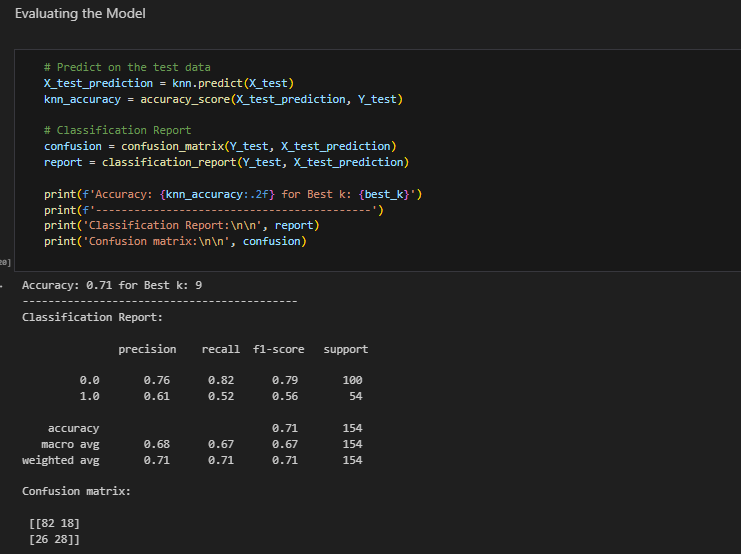 Evaluating the Model
# Predict on the test data
X_test_prediction = knn.predict(X_test)
knn_accuracy = accuracy_score(X_test_prediction, Y_test)
# Classification Report
confusion = confusion_matrix(Y_test, X_test_prediction)
report = classification_report(Y_test, X_test_prediction)
print(f'Accuracy: {knn_accuracy:.2f} for Best k: {best_k}')
print(f'-------------------------------------------')
print('Classification Report:\n\n', report)
print('Confusion matrix:\n\n', confusion)
20]
Accuracy: 0.71 for Best k: 9
-------------------------------------------
Classification Report:
precision recall f1-score support
0.0 0.76 0.82 0.79 100
1.0 0.61 0.52 0.56 54
accuracy 0.71 154
macro avg 0.68 0.67 0.67 154
weighted avg 0.71 0.71 0.71 154
Confusion matrix:
[[82 18]
[26 28]]